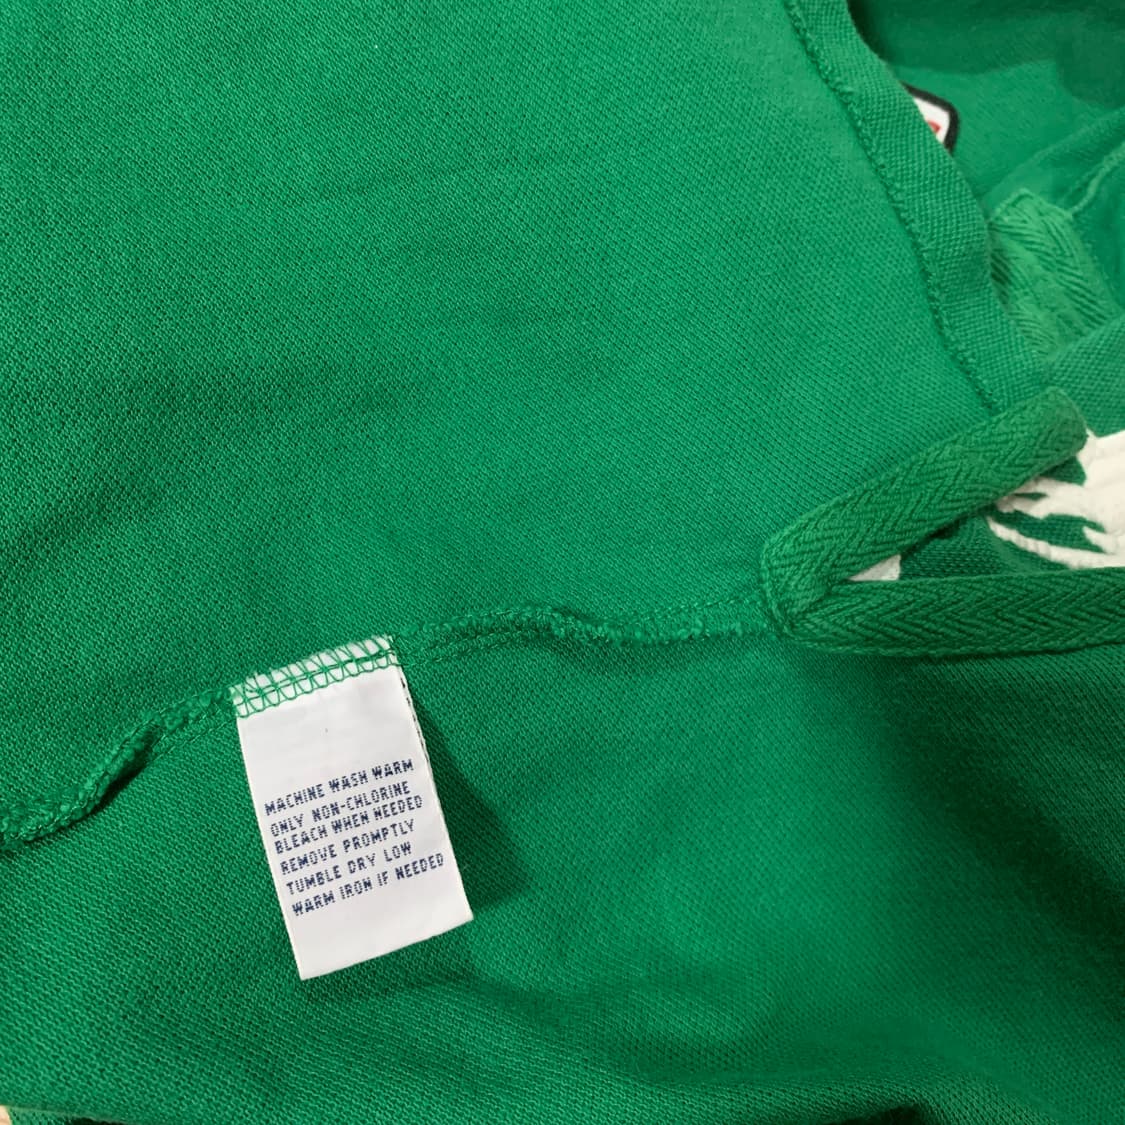 MACHINE WASH WARM
ONLY NON-CHLORINE
BLEACH WHEN NEEDED
REMOVE PROMPTLY
TUMBLE DRY LOW
WARM IRON IF NEEDED